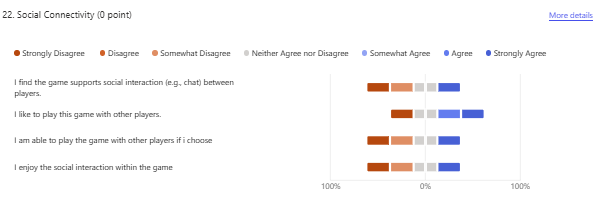 22. Social Connectivity (0 point)
More details
Strongly Disagree Disagree Somewhat Disagree Neither Agree nor Disagree Somewhat Agree Agree Strongly Agree
I find the game supports social interaction (e.g., chat) between
players.
I like to play this game with other players.
I am able to play the game with other players if i choose
I enjoy the social interaction within the game
100% 0% 100%